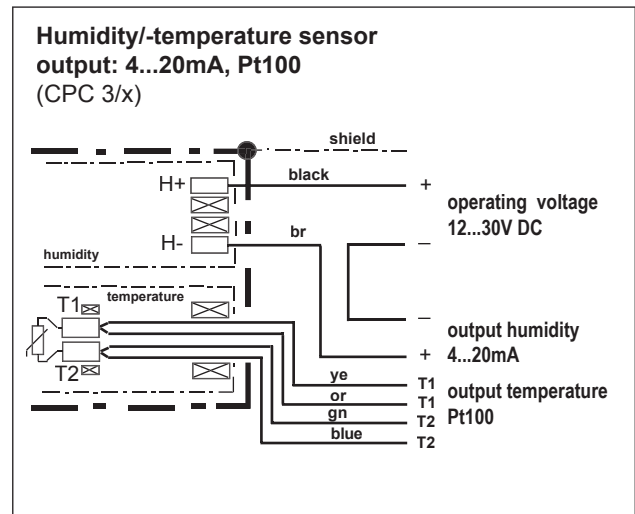 Humidity/-temperature sensor
output: 4...20mA, Pt100
(CPC 3/x)
shield
H+
black
+
operating voltage
12...30V DC
H-
br
–
humidity
temperature
–
output humidity
+ 4...20mA
T1
T2
ye
T1
or
T1
output temperature
Pt100
gn
T2
blue
T2